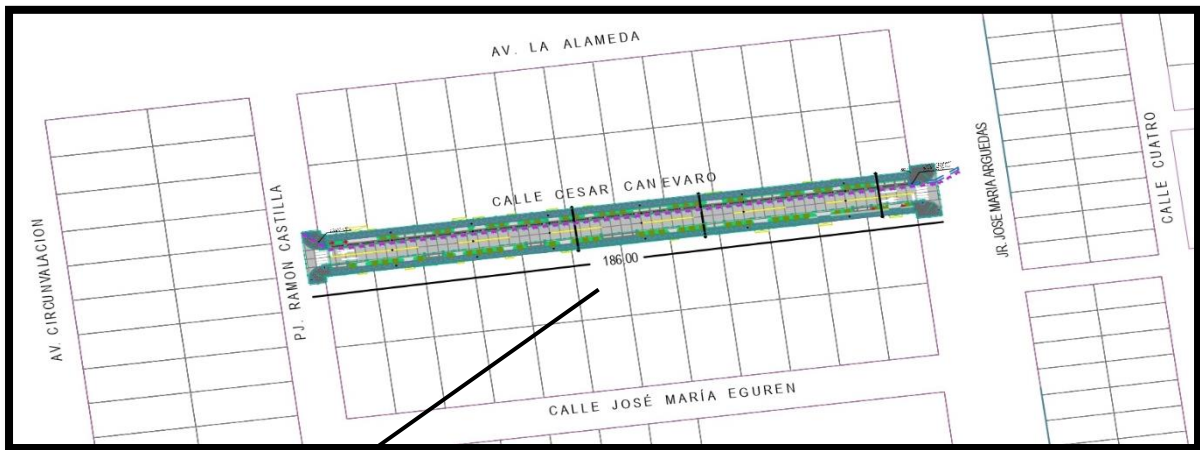 AV. LA ALAMEDA
CALLE CESAR CANEVARO
186.00
CALLE JOSÉ MARÍA EGUREN
AV. CIRCUNVALACION
PJ. RAMON CASTILLA
JR. JOSE MARIA ARGUEDAS
CALLE CUATRO